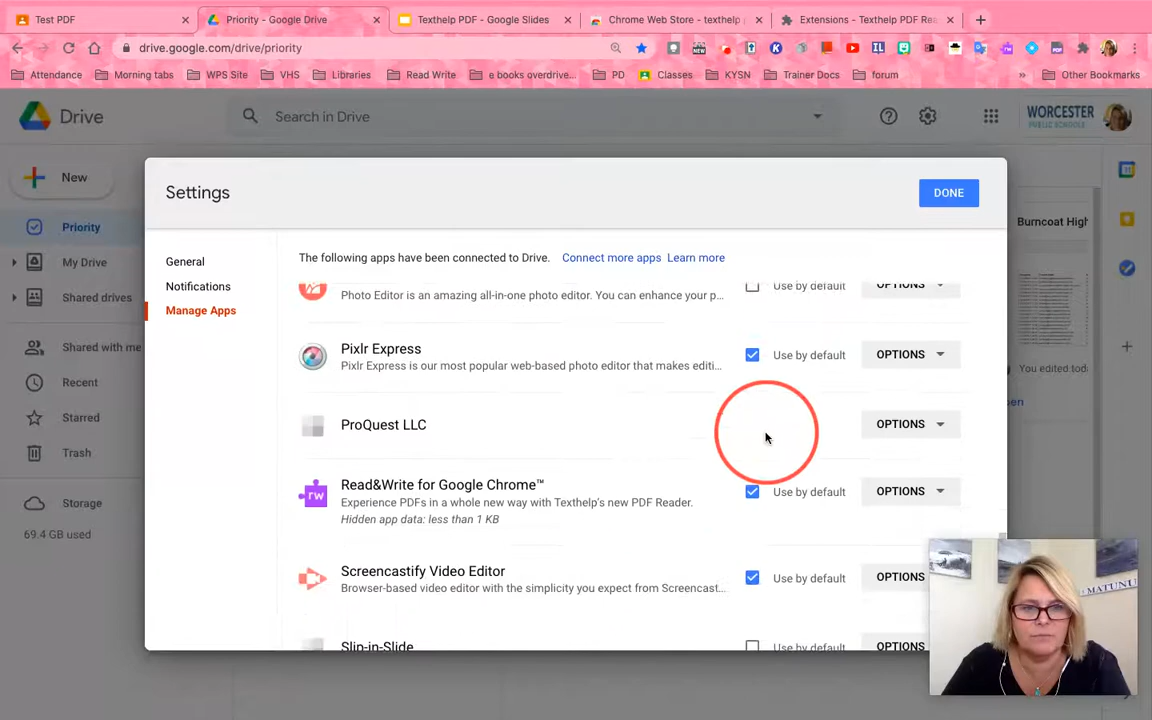 Test PDF
Priority - Google Drive
Texthelp PDF - Google Slides
Chrome Web Store - texthelp
Extensions - Texthelp PDF Rea
drive.google.com/drive/priority
Attendance
Morning tabs
WPS Site
VHS
Libraries
Read Write
e books overdrive...
PD
Classes
KYSN
Trainer Docs
forum
»
Other Bookmarks
Drive
Search in Drive
WORCESTER
New
Settings
DONE
Priority
My Drive
Shared drives
Shared with me
Recent
Starred
Trash
Storage
69.4 GB used
General
Notifications
Manage Apps
The following apps have been connected to Drive. Connect more apps Learn more
Photo Editor is an amazing all-in-one photo editor. You can enhance your p...
Use by default
OPTIONS
Pixlr Express
Pixlr Express is our most popular web-based photo editor that makes editi...
Use by default
OPTIONS
ProQuest LLC
OPTIONS
Read&Write for Google Chrome™
Experience PDFs in a whole new way with Texthelp's new PDF Reader.
Hidden app data: less than 1 KB
Use by default
OPTIONS
Screencastify Video Editor
Browser-based video editor with the simplicity you expect from Screencast...
Use by default
OPTIONS
Slip-in-Slide
Use by default
OPTIONS
Burncoat High
You edited toda
MATUNU